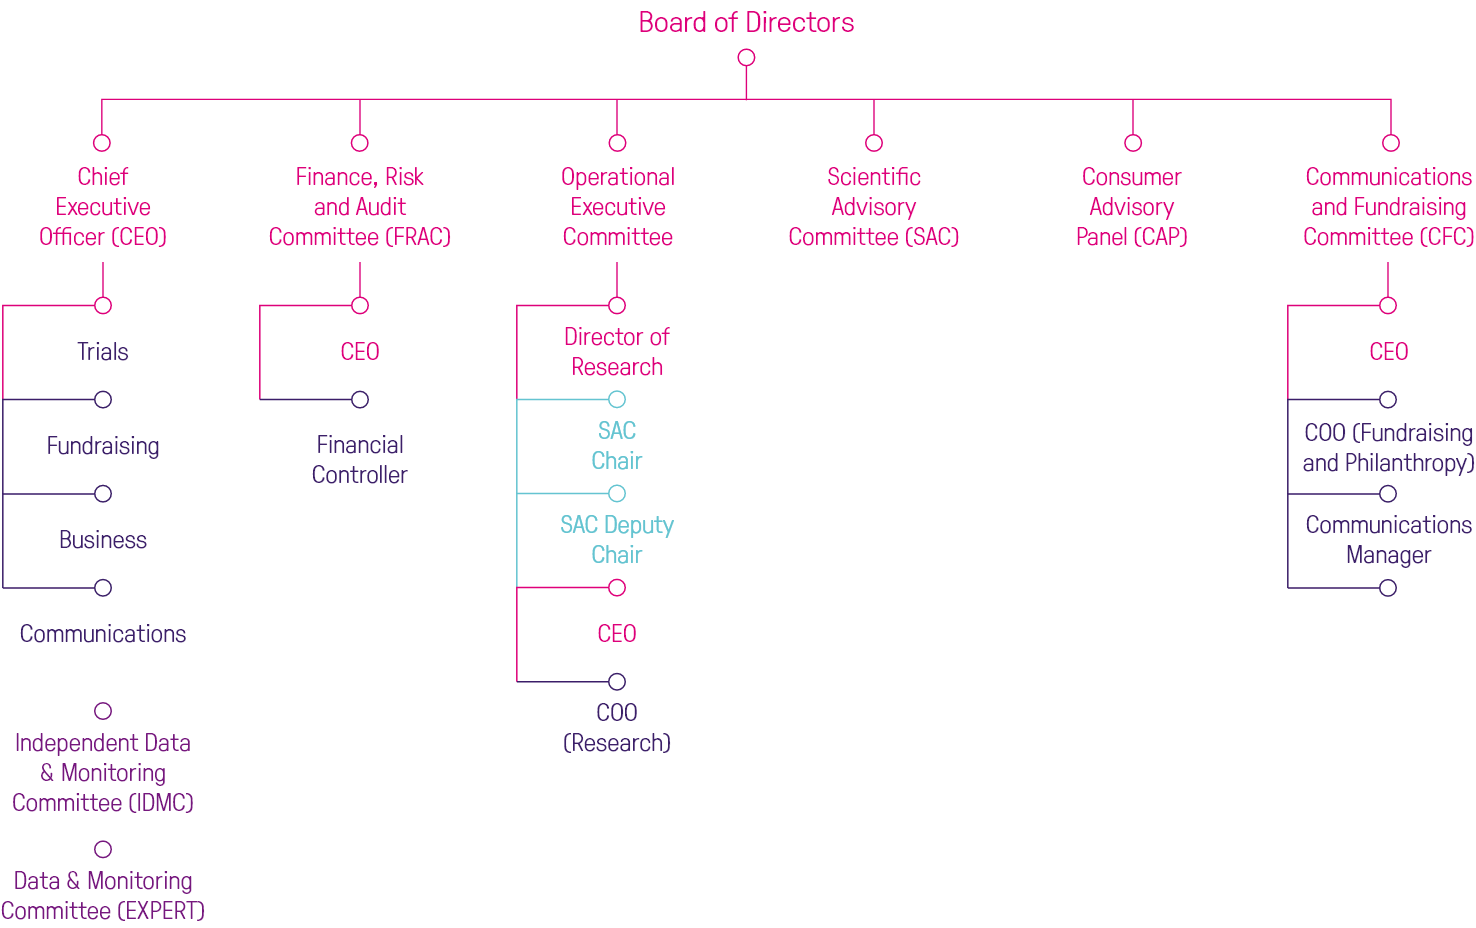 Board of Directors
Chief
Executive
Officer (CEO)
Finance, Risk
and Audit
Committee (FRAC)
Operational
Executive
Committee
Scientific
Advisory
Committee (SAC)
Consumer
Advisory
Panel (CAP)
Communications
and Fundraising
Committee (CFC)
Trials
Fundraising
Business
Communications
Independent Data
& Monitoring
Committee (IDMC)
Data & Monitoring
Committee (EXPERT)
CEO
Financial
Controller
Director of
Research
SAC
Chair
SAC Deputy
Chair
CEO
COO
(Research)
CEO
COO (Fundraising
and Philanthropy)
Communications
Manager